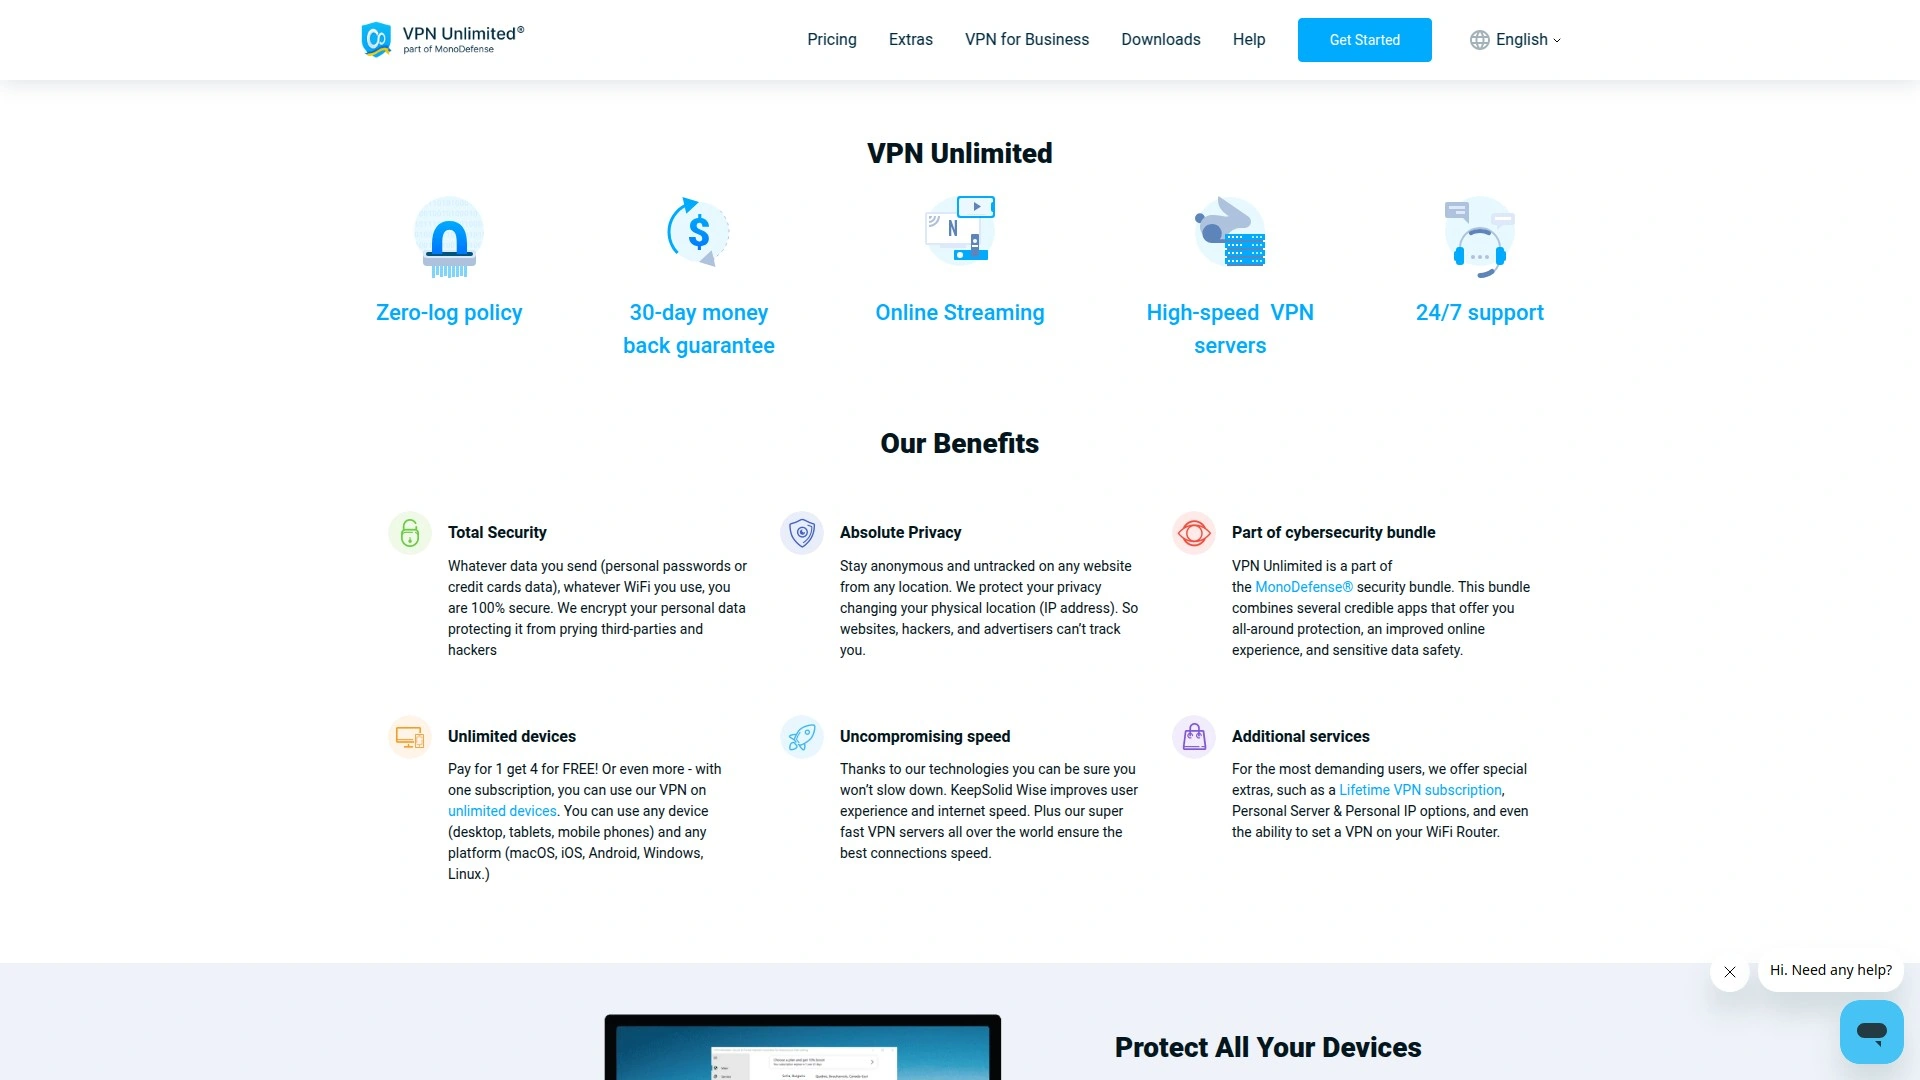 VPN Unlimited®
part of MonoDefense
Pricing
Extras
VPN for Business
Downloads
Help
Get Started
English
VPN Unlimited
Zero-log policy
30-day money
back guarantee
Online Streaming
High-speed VPN
servers
24/7 support
Our Benefits
Total Security
Whatever data you send (personal passwords or
credit cards data), whatever WiFi you use, you
are 100% secure. We encrypt your personal data
protecting it from prying third-parties and
hackers
Absolute Privacy
Stay anonymous and untracked on any website
from any location. We protect your privacy
changing your physical location (IP address). So
websites, hackers, and advertisers can’t track
you.
Part of cybersecurity bundle
VPN Unlimited is a part of
the MonoDefense® security bundle. This bundle
combines several credible apps that offer you
all-around protection, an improved online
experience, and sensitive data safety.
Unlimited devices
Pay for 1 get 4 for FREE! Or even more - with
one subscription, you can use our VPN on
unlimited devices. You can use any device
(desktop, tablets, mobile phones) and any
platform (macOS, iOS, Android, Windows,
Linux.)
Uncompromising speed
Thanks to our technologies you can be sure you
won’t slow down. KeepSolid Wise improves user
experience and internet speed. Plus our super
fast VPN servers all over the world ensure the
best connections speed.
Additional services
For the most demanding users, we offer special
extras, such as a Lifetime VPN subscription,
Personal Server & Personal IP options, and even
the ability to set a VPN on your WiFi Router.
Hi. Need any help?
Protect All Your Devices